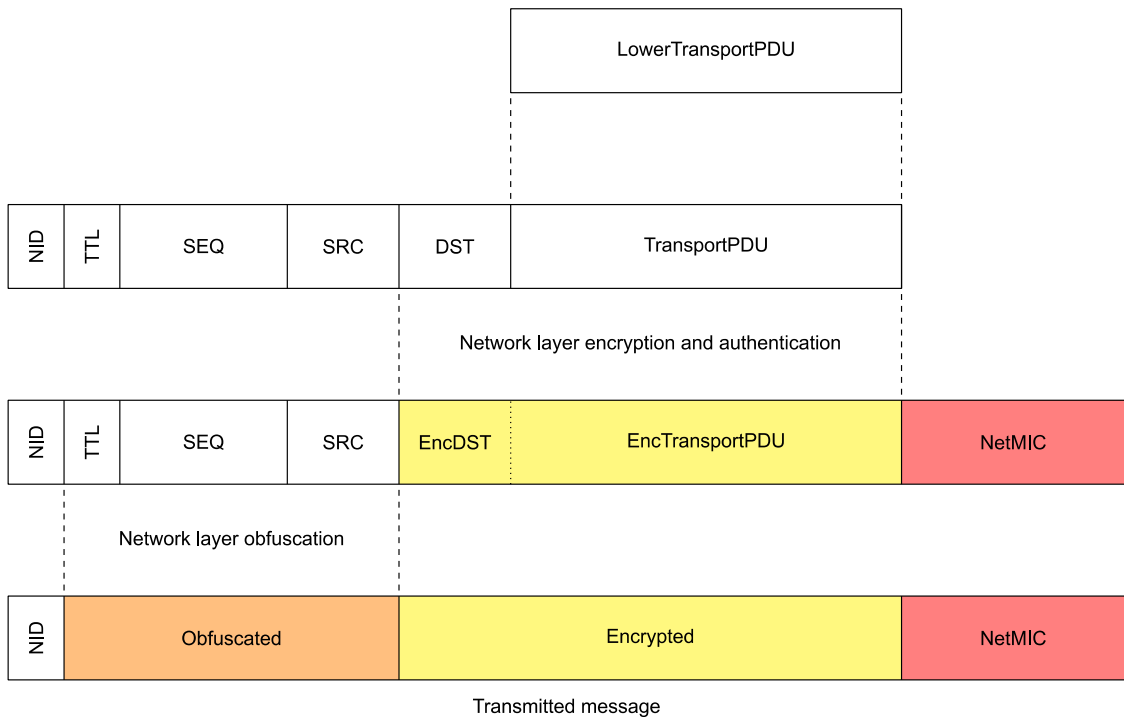 LowerTransportPDU
NID TTL SEQ SRC DST TransportPDU
Network layer encryption and authentication
NID TTL SEQ SRC EncDST EncTransportPDU NetMIC
Network layer obfuscation
NID Obfuscated Encrypted NetMIC
Transmitted message